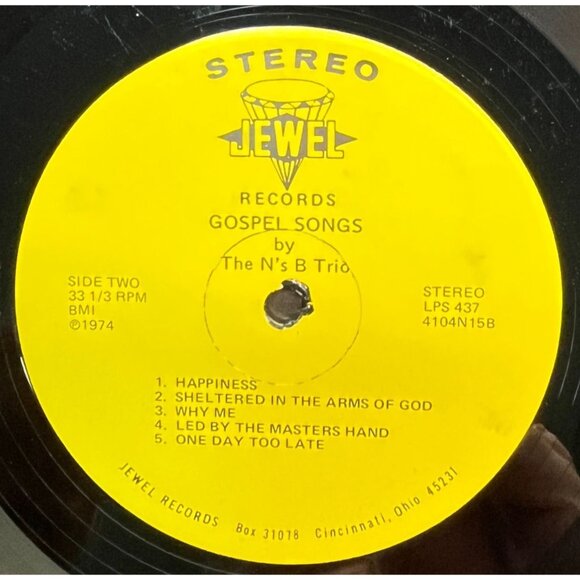 STEREO
JEWEL
RECORDS
GOSPEL SONGS
by
The N's B Trio
SIDE TWO
33 1/3 RPM
BMI
℗1974
STEREO
LPS 437
4104N15B
1. HAPPINESS
2. SHELTERED IN THE ARMS OF GOD
3. WHY ME
4. LED BY THE MASTERS HAND
5. ONE DAY TOO LATE
JEWEL RECORDS Box 31078 Cincinnati, Ohio 45231